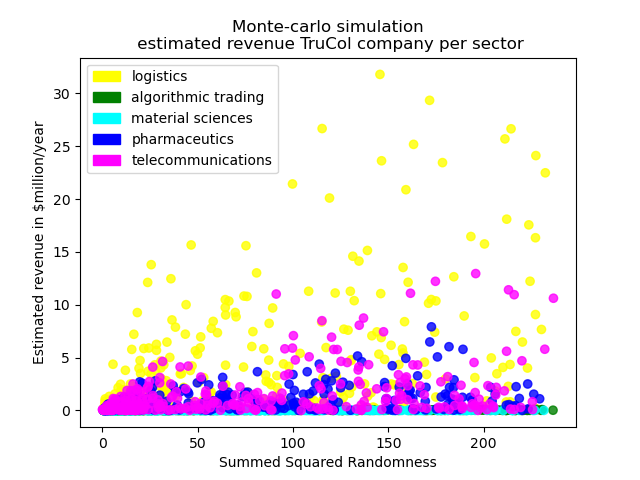 Monte-carlo simulation
estimated revenue TruCol company per sector
logistics
algorithmic trading
material sciences
pharmaceutics
telecommunications
Estimated revenue in $million/year
30
25
20
15
10
5
0
0 50 100 150 200
Summed Squared Randomness